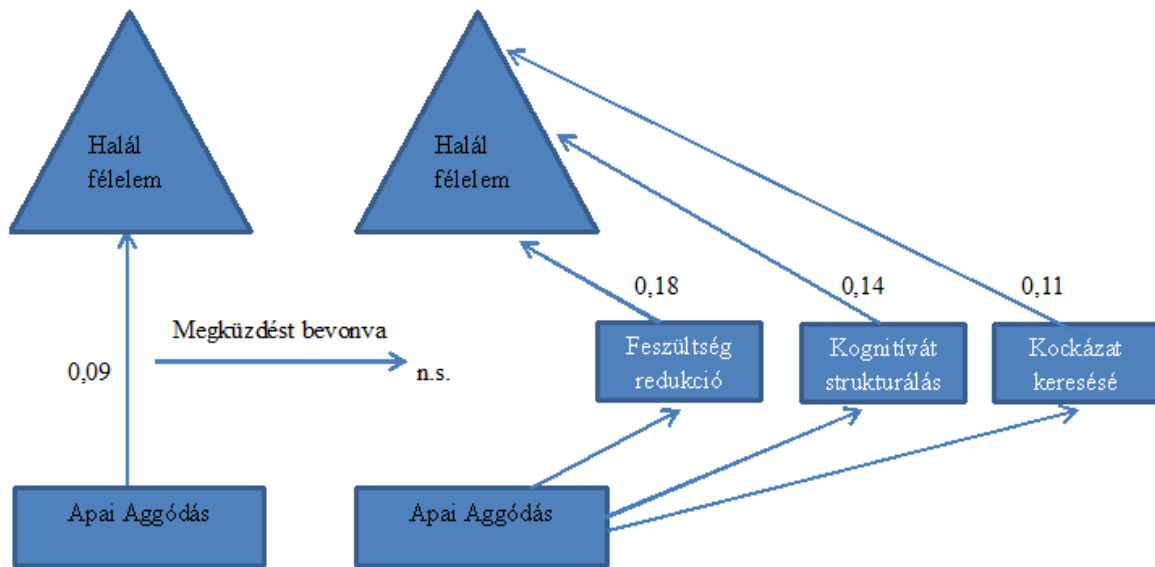 Halál
félelem
Halál
félelem
0,18
0,14
0,11
Megküzdést bevonva
0,09
n.s.
Feszültség
redukció
Kognitívát
strukturálás
Kockázat
keresésé
Apai Aggódás
Apai Aggódás